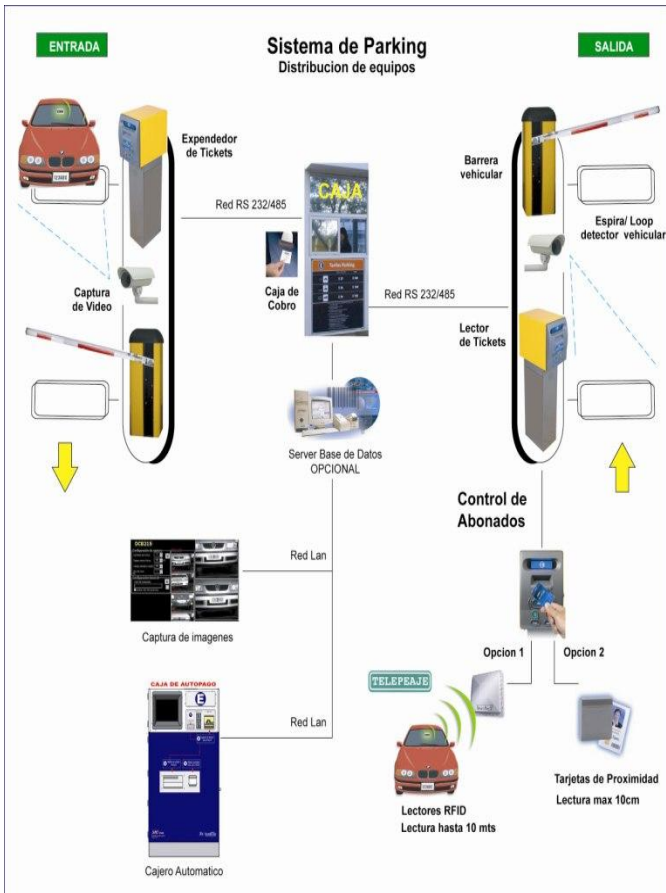 ENTRADA
Sistema de Parking
Distribucion de equipos
SALIDA
Expendedor
de Tickets
Barrera
vehicular
Red RS 232/485
CAJA
Espira/ Loop
detector vehicular
Captura
de Video
Caja de
Cobro
Tarifas Parking
Red RS 232/485
Lector
de Tickets
Server Base de Datos
OPCIONAL
Control de
Abonados
Red Lan
Captura de imagenes
Opcion 1
Opcion 2
TELEPEAJE
CAJA DE AUTOPAGO
E
Red Lan
Tarjetas de Proximidad
Lectura max 10cm
Lectores RFID
Lectura hasta 10 mts
Cajero Automatico